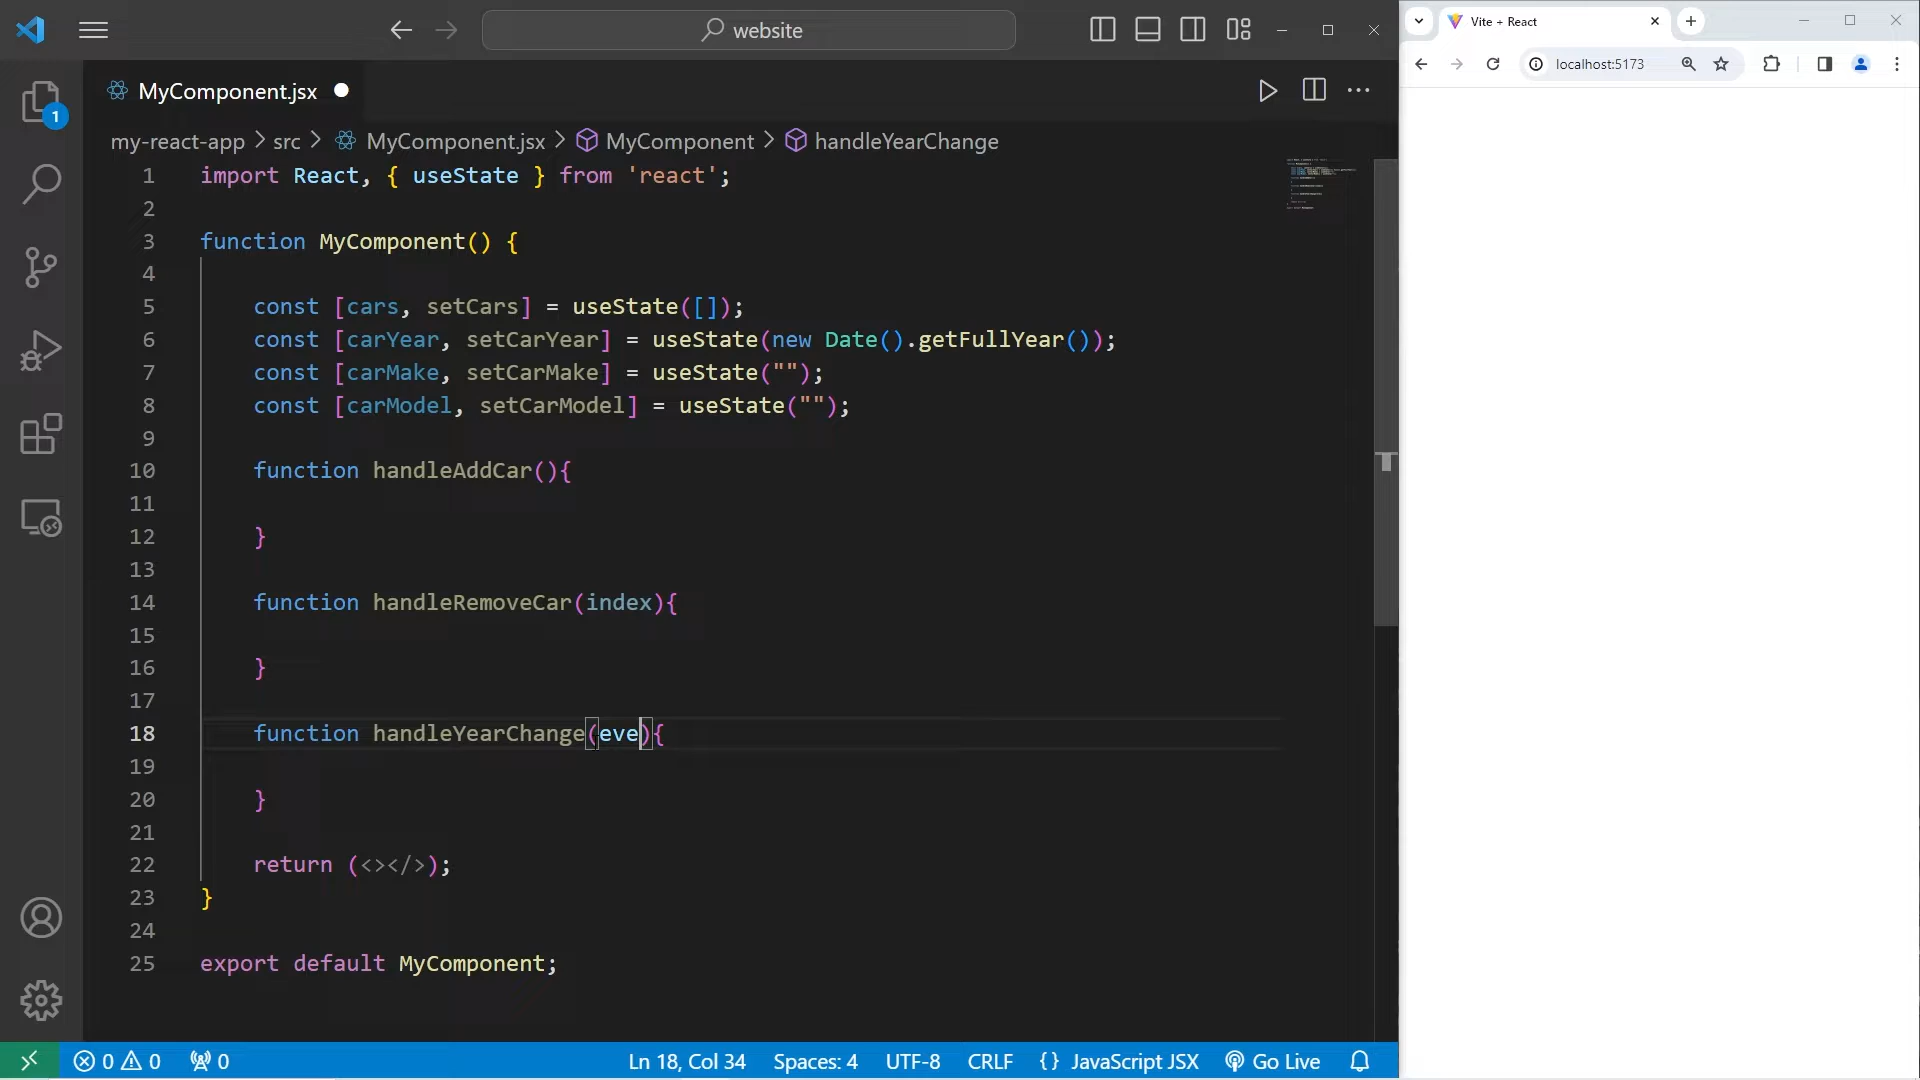 website
Vite + React
localhost:5173
MyComponent.jsx
1
my-react-app > src > MyComponent.jsx > MyComponent > handleYearChange
1 import React, { useState } from 'react';
2
3 function MyComponent() {
4
5 const [cars, setCars] = useState([]);
6 const [carYear, setCarYear] = useState(new Date().getFullYear());
7 const [carMake, setCarMake] = useState("");
8 const [carModel, setCarModel] = useState("");
9
10 function handleAddCar(){
11
12 }
13
14 function handleRemoveCar(index){
15
16 }
17
18 function handleYearChange(eve){
19
20 }
21
22 return (<></>);
23 }
24
25 export default MyComponent;
0 0 0 Ln 18, Col 34 Spaces: 4 UTF-8 CRLF {} JavaScript JSX Go Live